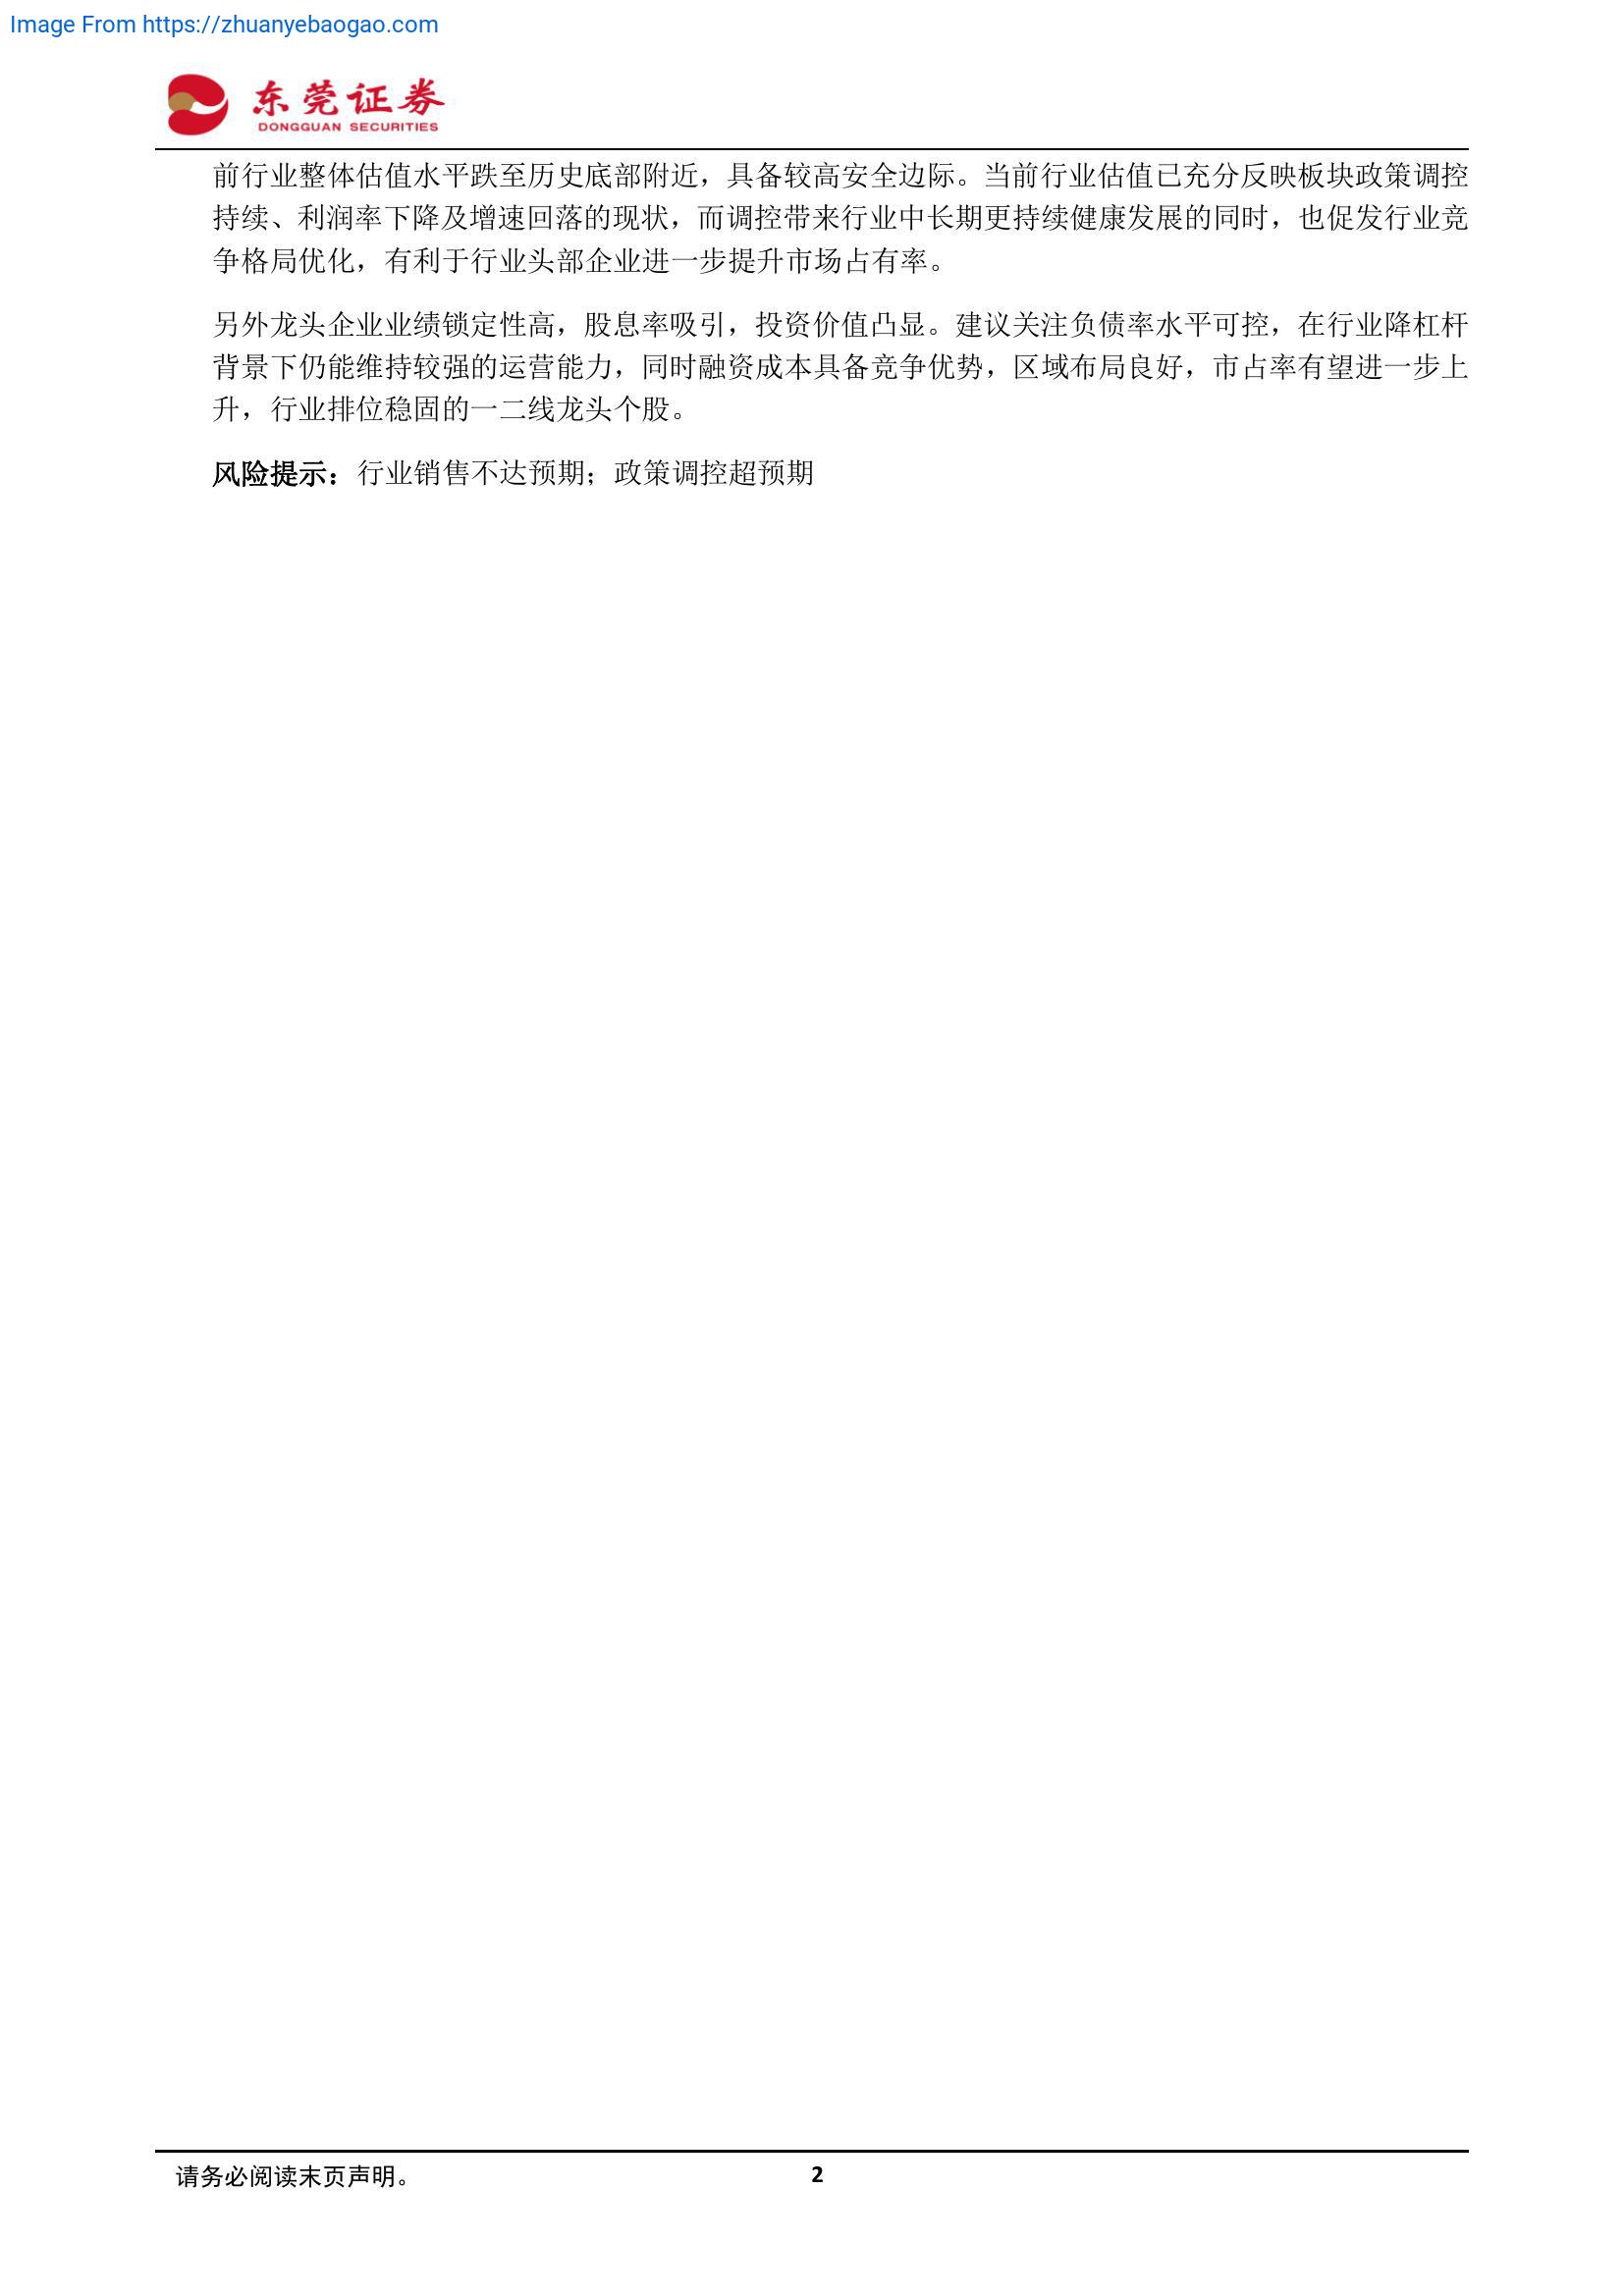 Image From https://zhuanyebaogao.com
东莞证券
DONGGUAN SECURITIES
前行业整体估值水平跌至历史底部附近，具备较高安全边际。当前行业估值已充分反映板块政策调控
持续、利润率下降及增速回落的现状，而调控带来行业中长期更持续健康发展的同时，也促发行业竞
争格局优化，有利于行业头部企业进一步提升市场占有率。
另外龙头企业业绩锁定性高，股息率吸引，投资价值凸显。建议关注负债率水平可控，在行业降杠杆
背景下仍能维持较强的运营能力，同时融资成本具备竞争优势，区域布局良好，市占率有望进一步上
升，行业排位稳固的一二线龙头个股。
风险提示：行业销售不达预期；政策调控超预期
请务必阅读末页声明。
2